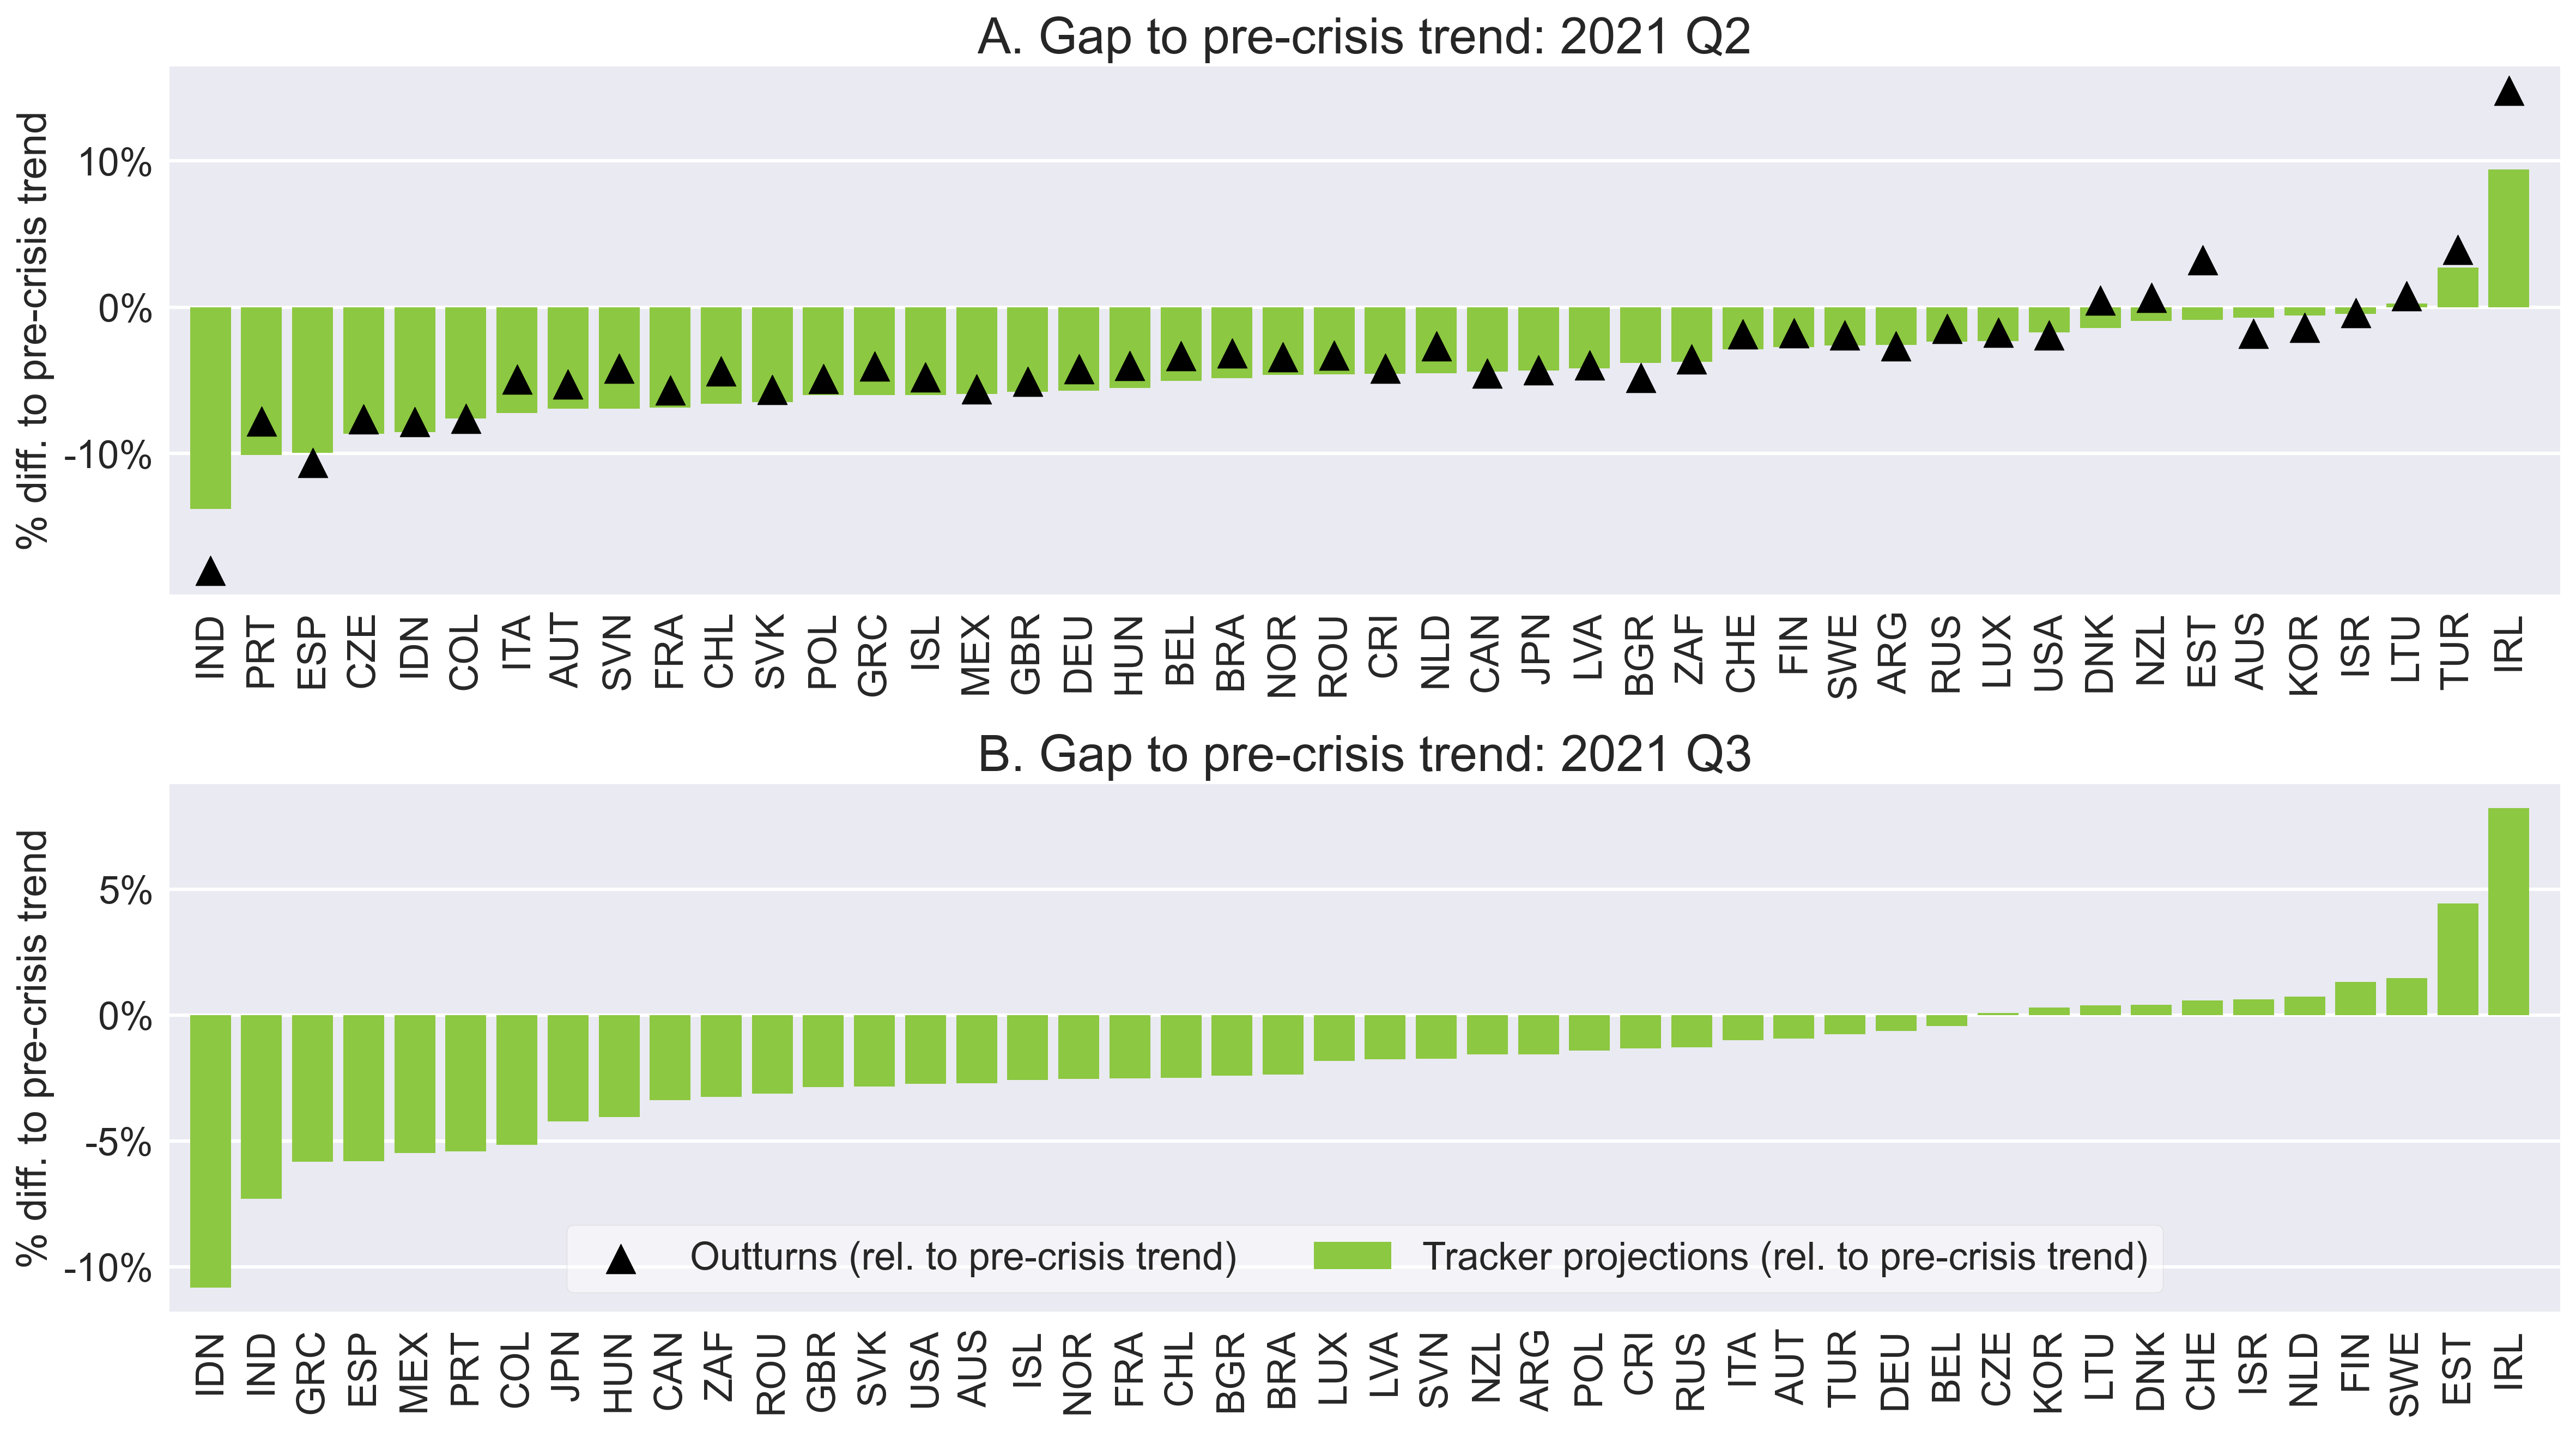 A. Gap to pre-crisis trend: 2021 Q2
% diff. to pre-crisis trend
10%
0%
-10%
IND PRT ESP CZE IDN COL ITA AUT SVN FRA CHL SVK POL GRC ISL MEX GBR DEU HUN BEL BRA NOR ROU CRI NLD CAN JPN LVA BGR ZAF CHE FIN SWE ARG RUS LUX USA DNK NZL EST AUS KOR ISR LTU TUR IRL
B. Gap to pre-crisis trend: 2021 Q3
% diff. to pre-crisis trend
5%
0%
-5%
-10%
Outturns (rel. to pre-crisis trend) Tracker projections (rel. to pre-crisis trend)
IDN IND GRC ESP MEX PRT COL JPN HUN CAN ZAF ROU GBR SVK USA AUS ISL NOR FRA CHL BGR BRA LUX LVA SVN NZL ARG POL CRI RUS ITA AUT TUR DEU BEL CZE KOR LTU DNK CHE ISR NLD FIN SWE EST IRL